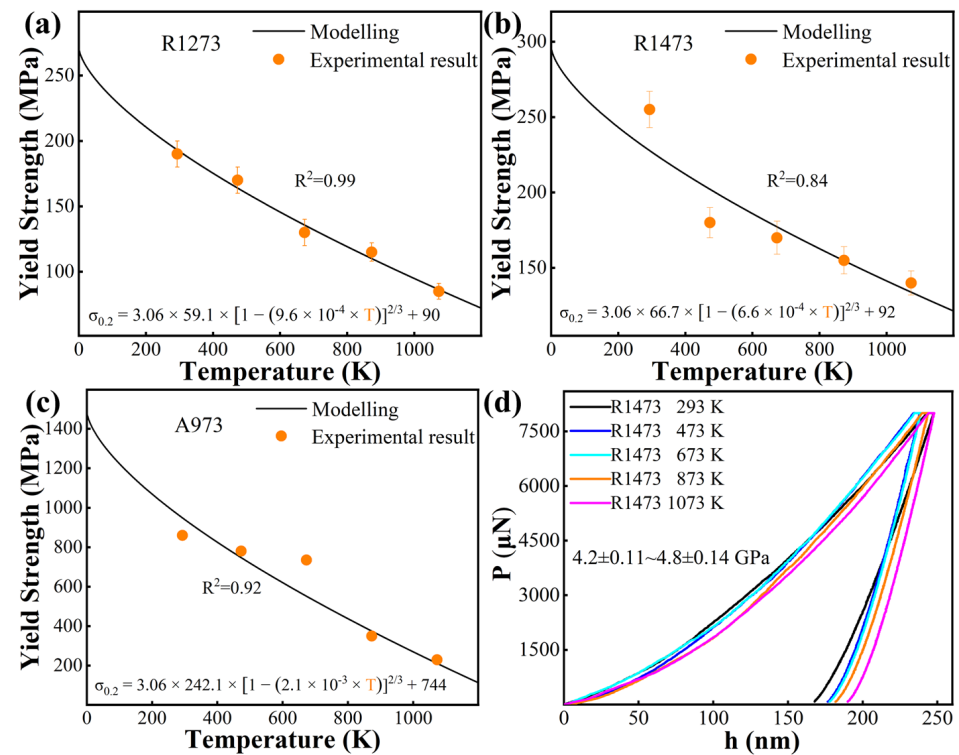 (a)
R1273
Modelling
Experimental result
R²=0.99
σ₀.₂ = 3.06 × 59.1 × [1 − (9.6 × 10⁻⁴ × T)]²ᐟ³ + 90
Yield Strength (MPa)
250
200
150
100
0 200 400 600 800 1000
Temperature (K)
(b)
R1473
Modelling
Experimental result
R²=0.84
σ₀.₂ = 3.06 × 66.7 × [1 − (6.6 × 10⁻⁴ × T)]²ᐟ³ + 92
Yield Strength (MPa)
300
250
200
150
0 200 400 600 800 1000
Temperature (K)
(c)
A973
Modelling
Experimental result
R²=0.92
σ₀.₂ = 3.06 × 242.1 × [1 − (2.1 × 10⁻³ × T)]²ᐟ³ + 744
Yield Strength (MPa)
1400
1200
1000
800
600
400
200
0 200 400 600 800 1000
Temperature (K)
(d)
R1473 293 K
R1473 473 K
R1473 673 K
R1473 873 K
R1473 1073 K
4.2±0.11~4.8±0.14 GPa
P (μN)
7500
6000
4500
3000
1500
0 50 100 150 200 250
h (nm)